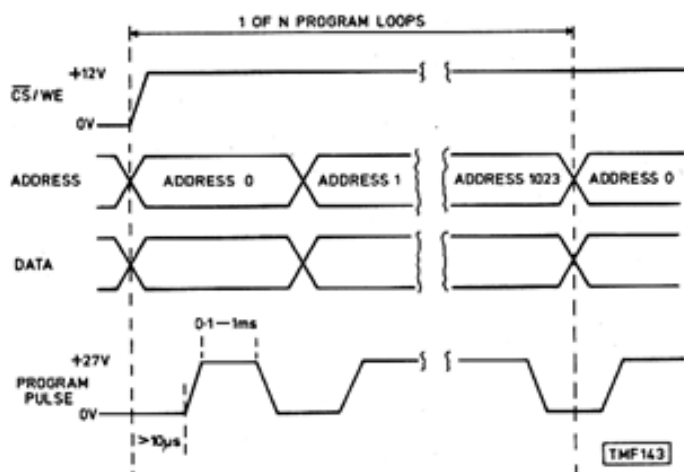 1 OF N PROGRAM LOOPS
+12V
CS/WE
0V
ADDRESS
ADDRESS 0
ADDRESS 1
ADDRESS 1023
ADDRESS 0
DATA
0·1—1ms
+27V
PROGRAM
PULSE
0V
>10µs
TMF143